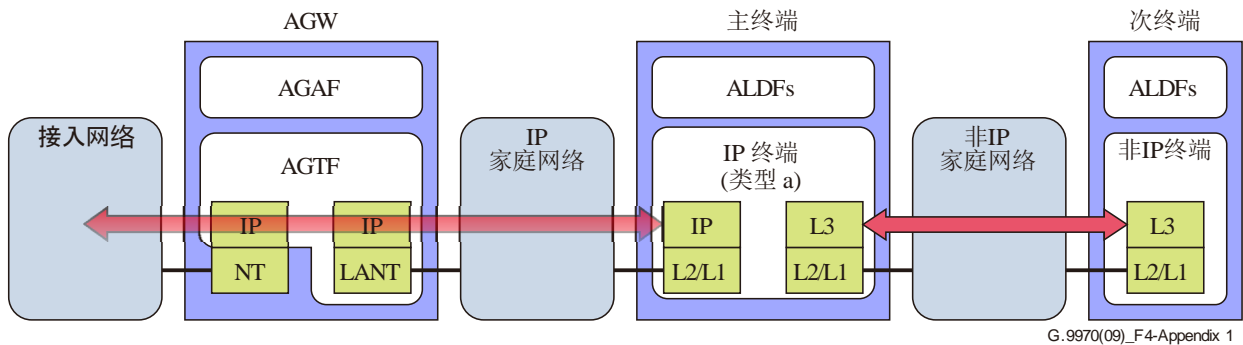 AGW
主终端
次终端
AGAF
ALDFs
ALDFs
接入网络
AGTF
IP
家庭网络
IP 终端
(类型 a)
非IP
家庭网络
非IP终端
IP
IP
IP
L3
L3
NT
LANT
L2/L1
L2/L1
L2/L1
G.9970(09)_F4-Appendix 1